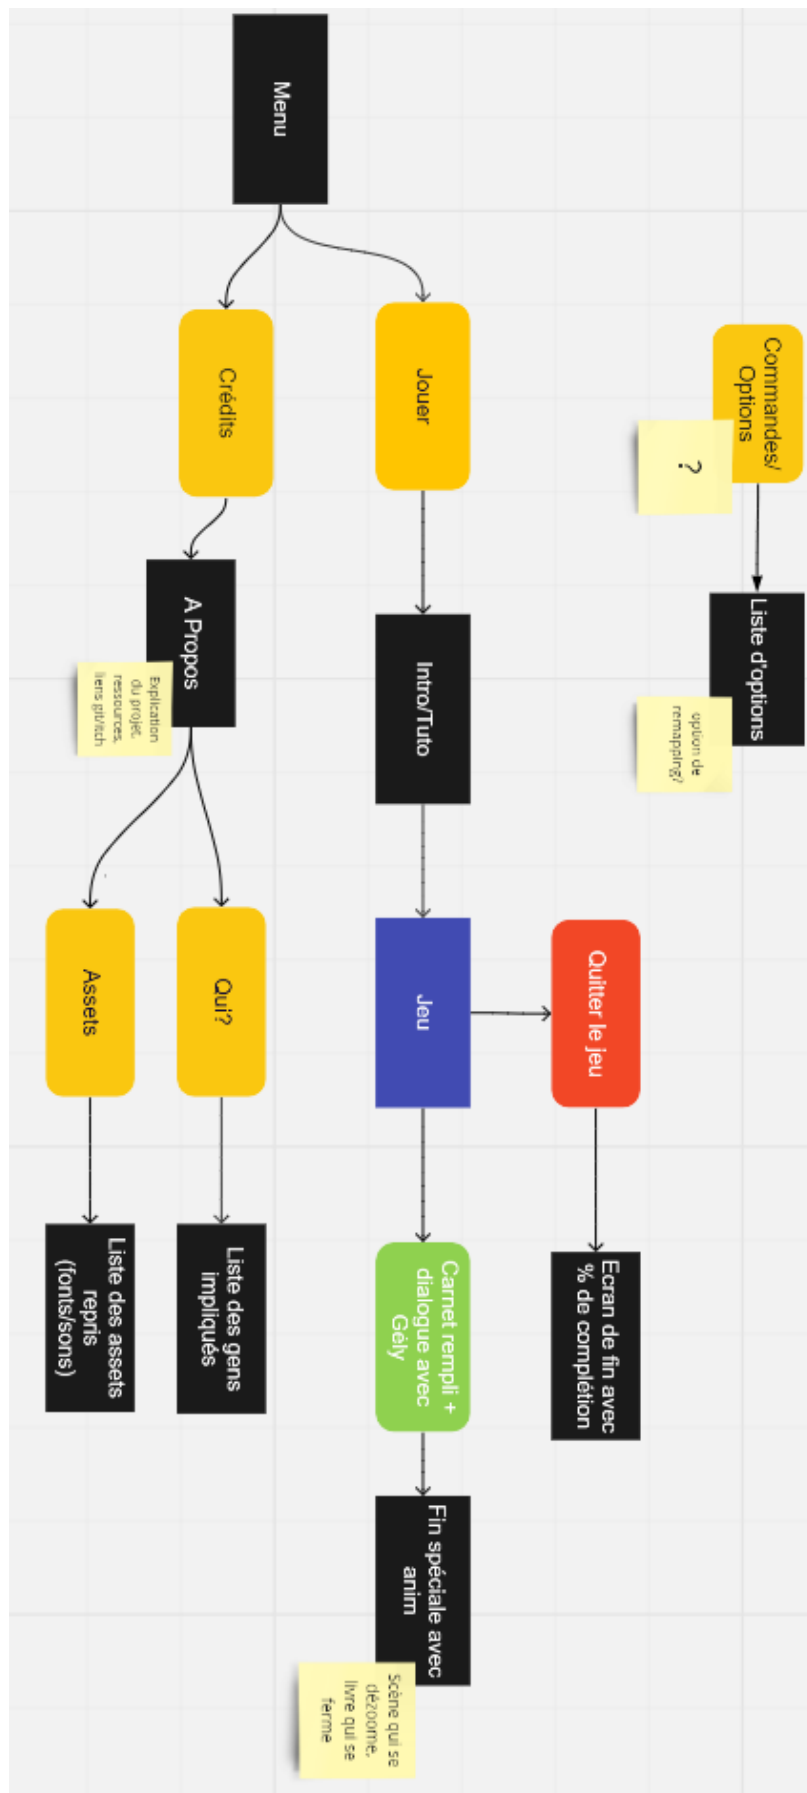 Commandes/
Options
?
Liste d'options
option de
remapping?
Quitter le jeu
Ecran de fin avec
% de complétion
Menu
Jouer
Intro/Tuto
Jeu
Carnet rempli +
dialogue avec
Gély
Fin spéciale avec
anim
Scène qui se
dézoome,
livre qui se
ferme
Crédits
A Propos
Explication
du projet,
ressources,
liens git/itch
Qui?
Liste des gens
impliqués
Assets
Liste des assets
repris
(fonts/sons)